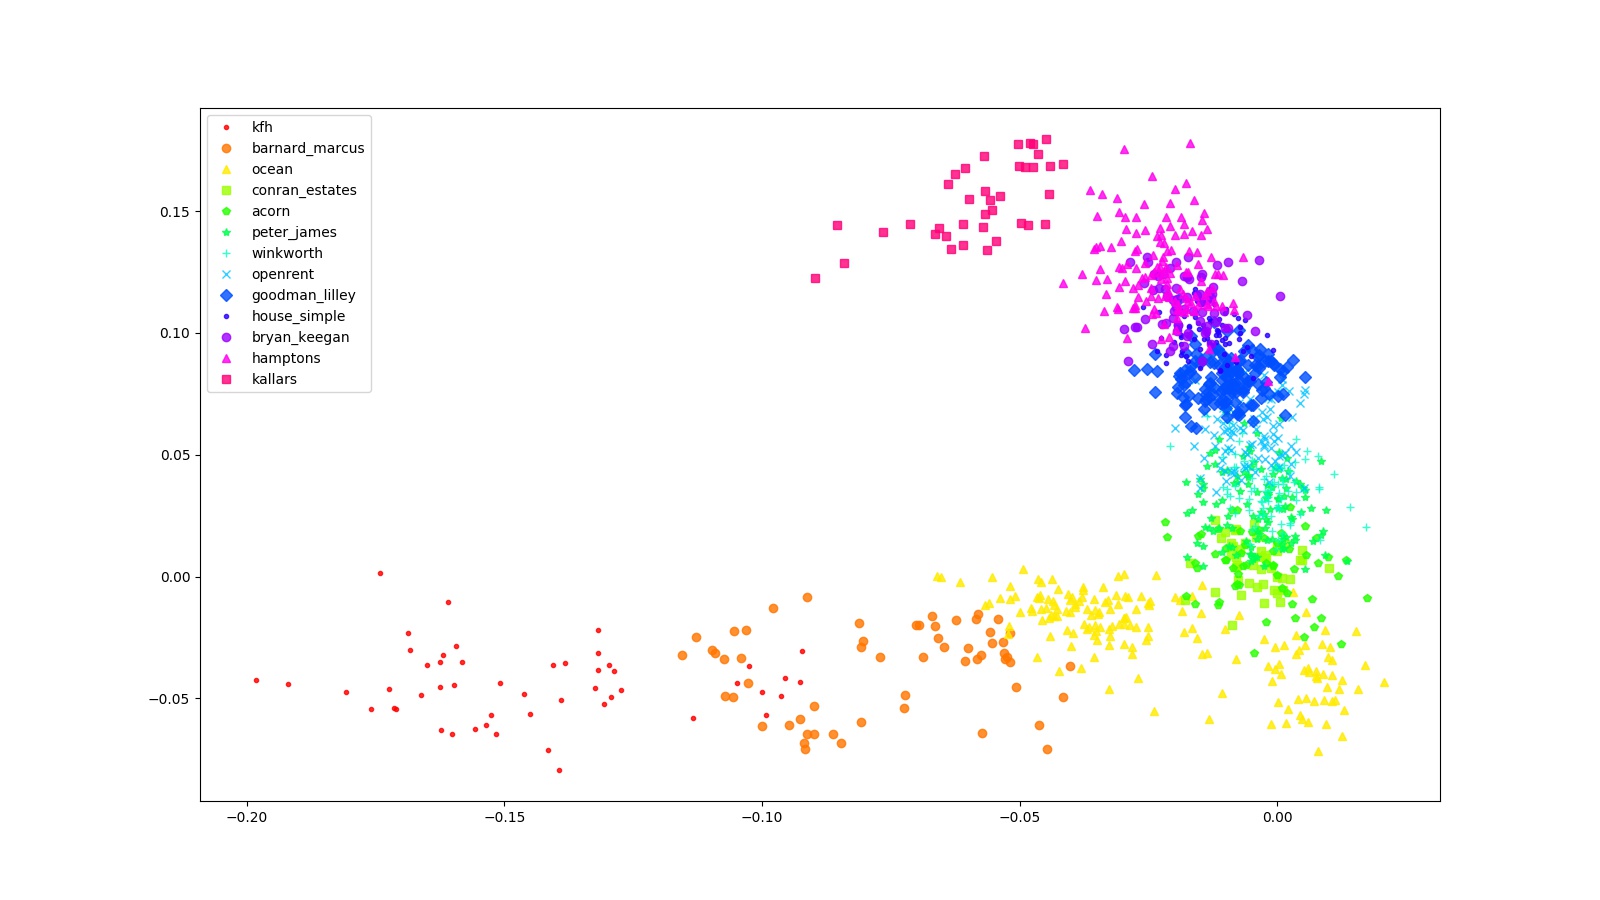 kfh
barnard_marcus
ocean
conran_estates
acorn
peter_james
winkworth
openrent
goodman_lilley
house_simple
bryan_keegan
hamptons
kallars
0.15
0.10
0.05
0.00
−0.05
−0.20 −0.15 −0.10 −0.05 0.00